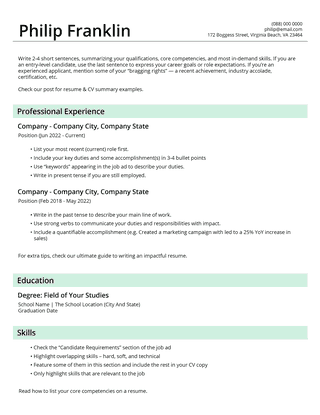 Philip Franklin
(088) 000 0000
philip@email.com
172 Boggess Street, Virginia Beach, VA 23464
Write 2-4 short sentences, summarizing your qualifications, core competencies, and most in-demand skills. If you are
an entry-level candidate, use the last sentence to express your career goals or role expectations. If you're an
experienced applicant, mention some of your "bragging rights" — a recent achievement, industry accolade,
certification, etc.
Check our post for resume & CV summary examples.
Professional Experience
Company - Company City, Company State
Position (Jun 2022 - Current)
• List your most recent (current) role first.
• Include your key duties and some accomplishment(s) in 3-4 bullet points
• Use "keywords" appearing in the job ad to describe your duties.
• Write in present tense if you are still employed.
Company - Company City, Company State
Position (Feb 2018 - May 2022)
• Write in the past tense to describe your main line of work.
• Use strong verbs to communicate your duties and responsibilities with impact.
• Include a quantifiable accomplishment (e.g. Created a marketing campaign with led to a 25% YoY increase in
sales)
For extra tips, check our ultimate guide to writing an impactful resume.
Education
Degree: Field of Your Studies
School Name | The School Location (City And State)
Graduation Date
Skills
• Check the "Candidate Requirements" section of the job ad
• Highlight overlapping skills – hard, soft, and technical
• Feature some of them in this section and include the rest in your CV copy
• Only highlight skills that are relevant to the job
Read how to list your core competencies on a resume.